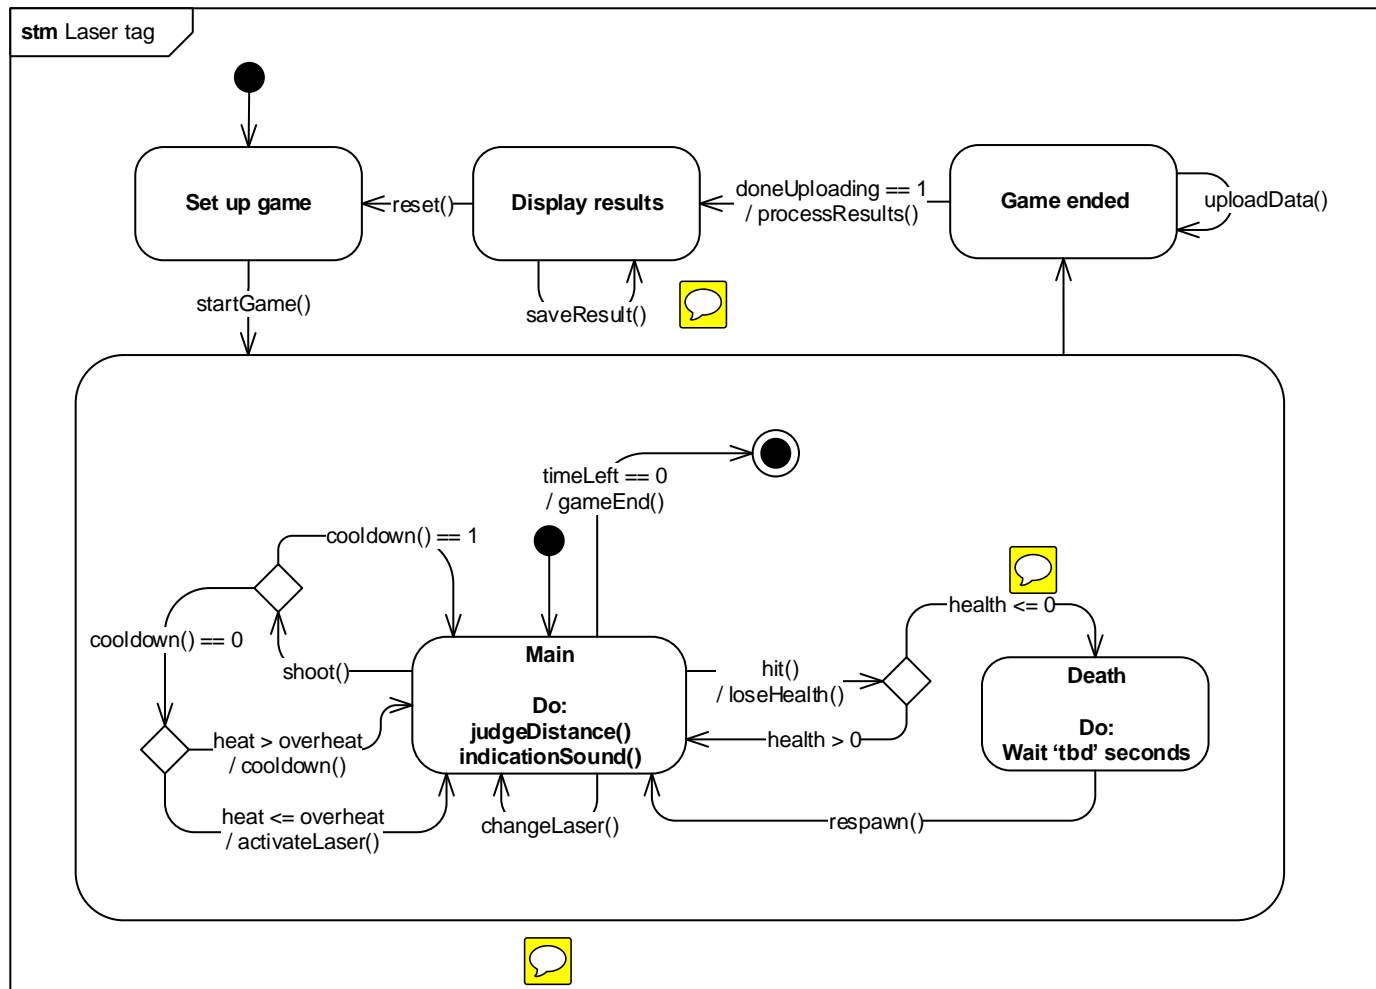 stm Laser tag
Set up game
reset()
Display results
doneUploading == 1
/ processResults()
Game ended
uploadData()
startGame()
saveResult()
timeLeft == 0
/ gameEnd()
cooldown() == 1
cooldown() == 0
shoot()
heat > overheat
/ cooldown()
heat <= overheat
/ activateLaser()
Main
Do:
judgeDistance()
indicationSound()
changeLaser()
hit()
/ loseHealth()
health <= 0
health > 0
Death
Do:
Wait ‘tbd’ seconds
respawn()